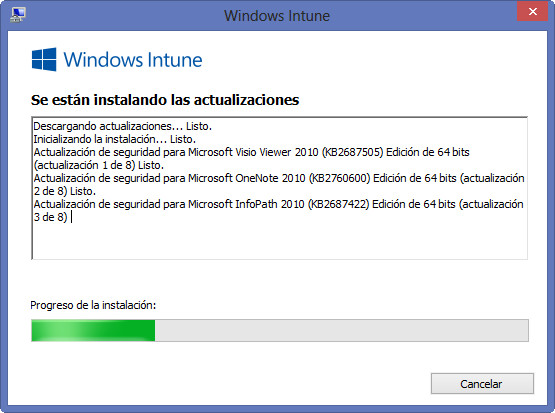 Windows Intune
Windows Intune
Se están instalando las actualizaciones
Descargando actualizaciones... Listo.
Inicializando la instalación... Listo.
Actualización de seguridad para Microsoft Visio Viewer 2010 (KB2687505) Edición de 64 bits
(actualización 1 de 8) Listo.
Actualización de seguridad para Microsoft OneNote 2010 (KB2760600) Edición de 64 bits (actualización
2 de 8) Listo.
Actualización de seguridad para Microsoft InfoPath 2010 (KB2687422) Edición de 64 bits (actualización
3 de 8)
Progreso de la instalación:
Cancelar